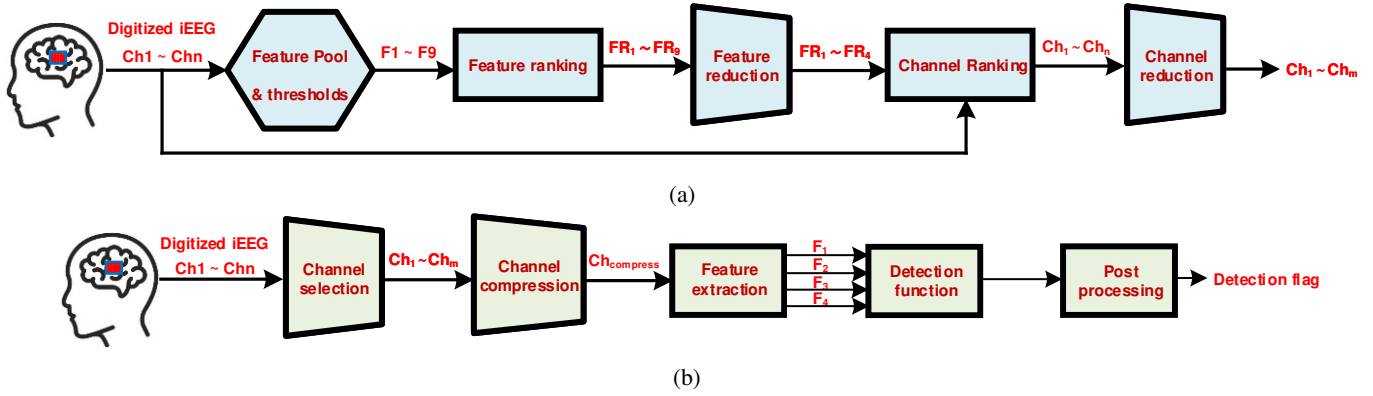 Digitized iEEG
Ch1 ~ Chn
Feature Pool
& thresholds
F1 ~ F9
Feature ranking
FR₁ ~ FR₉
Feature
reduction
FR₁ ~ FR₄
Channel Ranking
Ch₁ ~ Chₙ
Channel
reduction
Ch₁ ~ Chₘ
(a)
Digitized iEEG
Ch1 ~ Chn
Channel
selection
Ch₁ ~ Chₘ
Channel
compression
Ch_compress
Feature
extraction
F₁
F₂
F₃
F₄
Detection
function
Post
processing
Detection flag
(b)